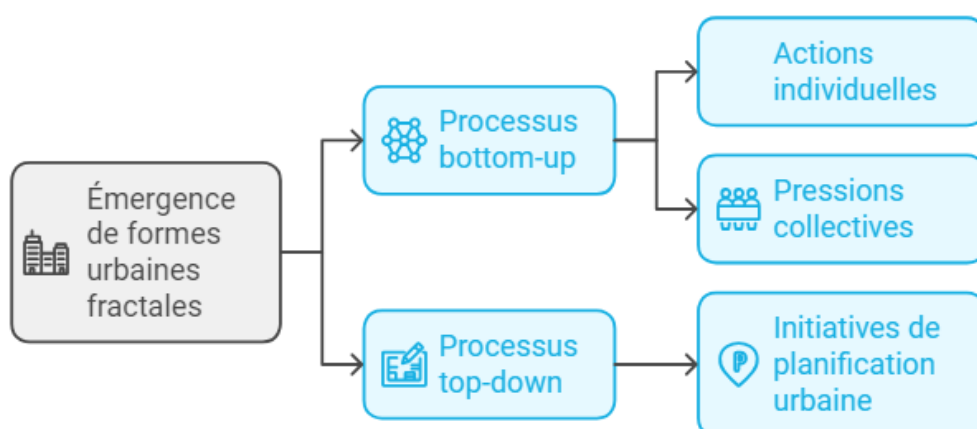 Émergence
de formes
urbaines
fractales
Processus
bottom-up
Actions
individuelles
Pressions
collectives
Processus
top-down
Initiatives de
planification
urbaine
P